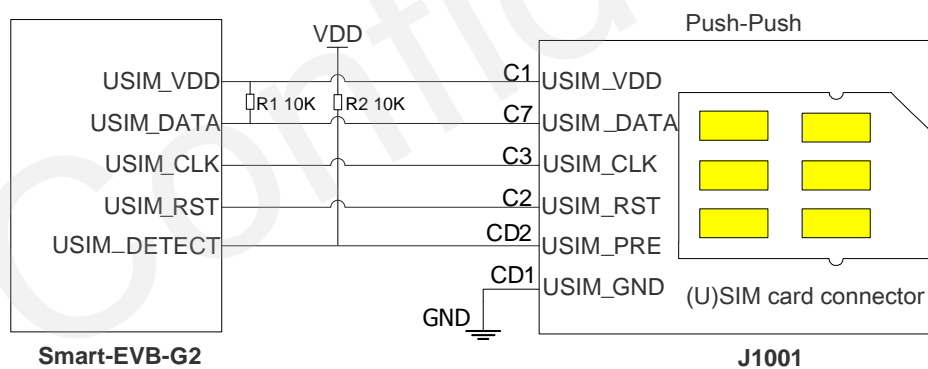 Push-Push
VDD
USIM_VDD C1 USIM_VDD
R1 10K R2 10K
USIM_DATA C7 USIM_DATA
USIM_CLK C3 USIM_CLK
USIM_RST C2 USIM_RST
USIM_DETECT CD2 USIM_PRE
CD1 USIM_GND
(U)SIM card connector
GND
Smart-EVB-G2
J1001